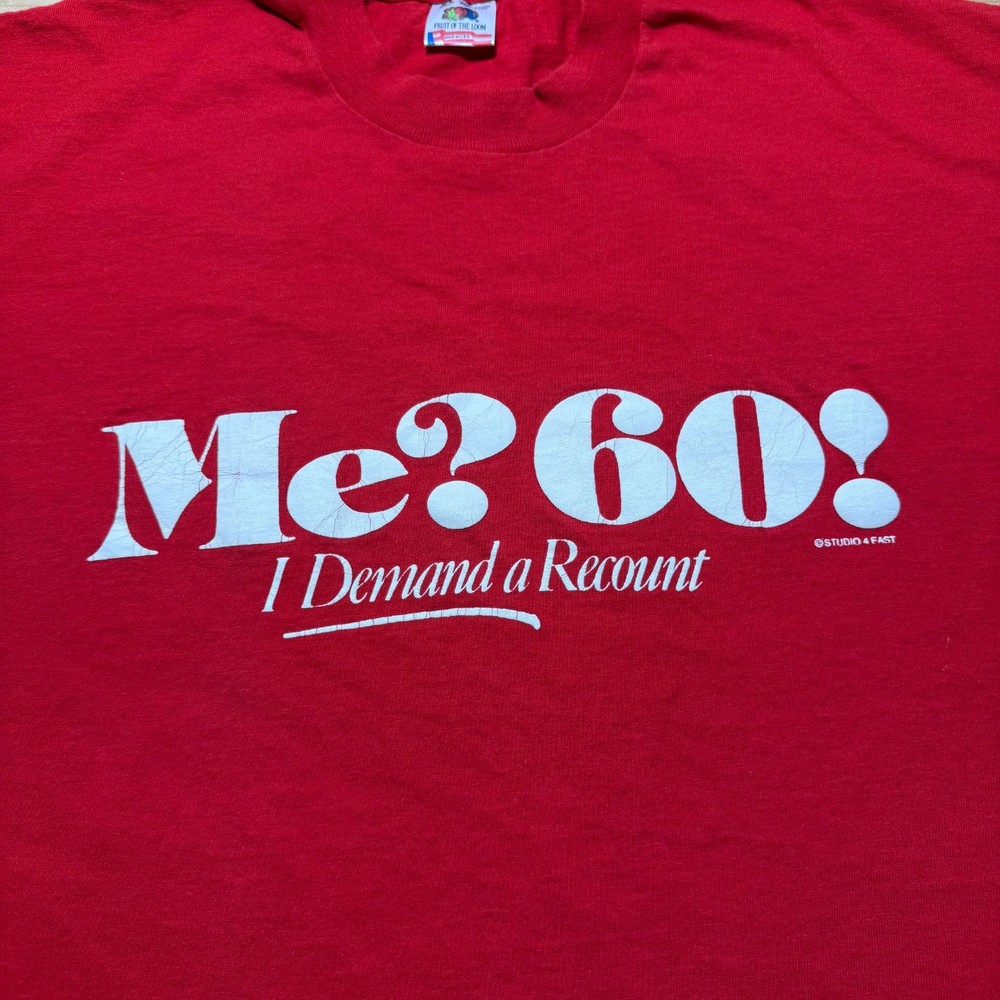 FRUIT OF THE LOOM
Me? 60!
©STUDIO 4 EAST
I Demand a Recount